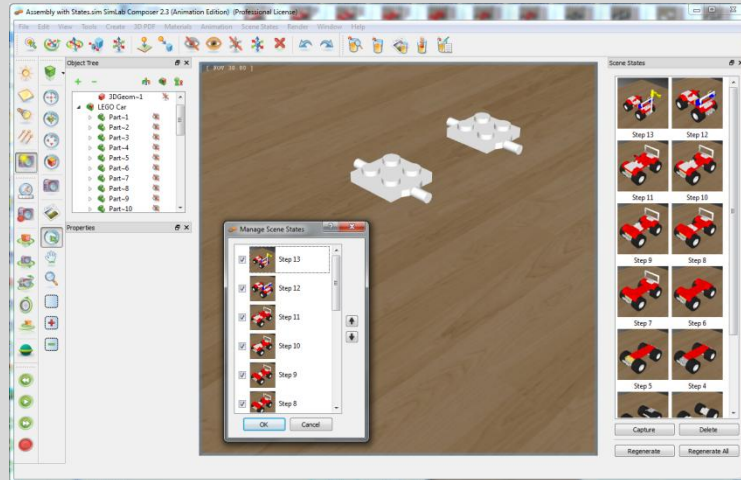 Assembly with States.sim SimLab Composer 2.3 (Animation Edition) (Professional License)
File Edit View Tools Create 3D PDF Materials Animation Scene States Render Window Help
Object Tree
3DGeom-1
LEGO Car
Part-1
Part-2
Part-3
Part-4
Part-5
Part-6
Part-7
Part-8
Part-9
Part-10
Properties
Manage Scene States
Step 13
Step 12
Step 11
Step 10
Step 9
Step 8
OK Cancel
Scene States
Step 13 Step 12
Step 11 Step 10
Step 9 Step 8
Step 7 Step 6
Step 5 Step 4
Capture Delete
Regenerate Regenerate All